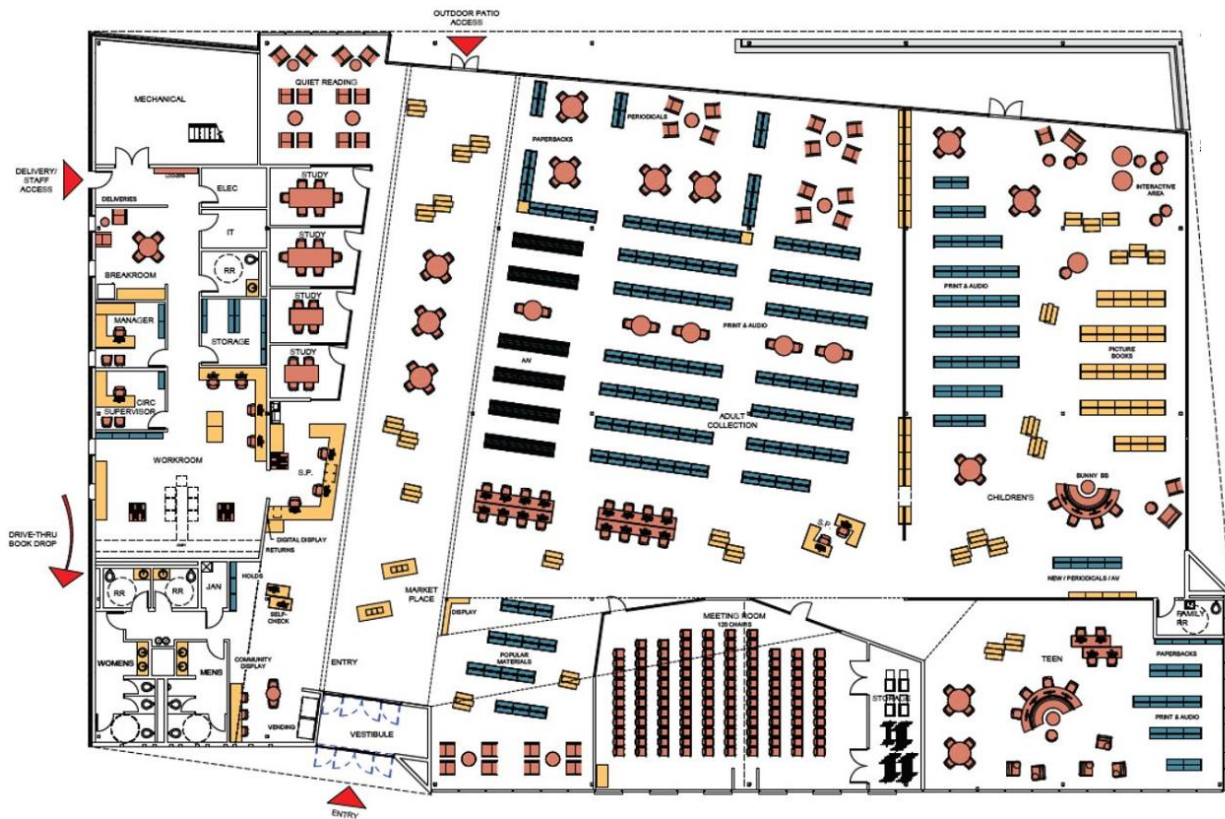 OUTDOOR PATIO
ACCESS
QUIET READING
MECHANICAL
PERIODICALS
PAPERBACKS
DELIVERY/
STAFF
ACCESS
LOCKERS
STUDY
ELEC
INTERACTIVE
AREA
DELIVERIES
IT
STUDY
RR
BREAKROOM
PRINT & AUDIO
STUDY
MANAGER
PRINT & AUDIO
STORAGE
STUDY
A/V
PICTURE
BOOKS
CIRC
SUPERVISOR
ADULT
COLLECTION
WORKROOM
S.P.
BUNNY BB
CHILDREN'S
S.P.
DRIVE-THRU
BOOK DROP
DIGITAL DISPLAY
RETURNS
HOLDS
NEW / PERIODICALS / AV
RR
RR
JAN
MARKET
PLACE
SELF-
CHECK
DISPLAY
MEETING ROOM
120 CHAIRS
FAMILY
RR
POPULAR
MATERIALS
TEEN
PAPERBACKS
WOMENS
MENS
COMMUNITY
DISPLAY
ENTRY
STORAGE
PRINT & AUDIO
VENDING
VESTIBULE
ENTRY